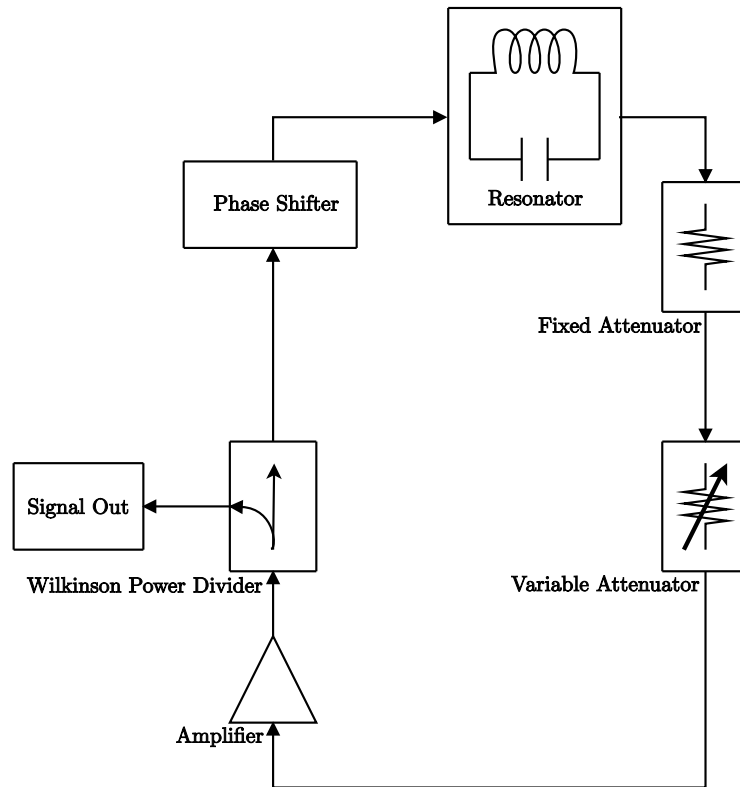 Phase Shifter
Resonator
Fixed Attenuator
Signal Out
Wilkinson Power Divider
Variable Attenuator
Amplifier